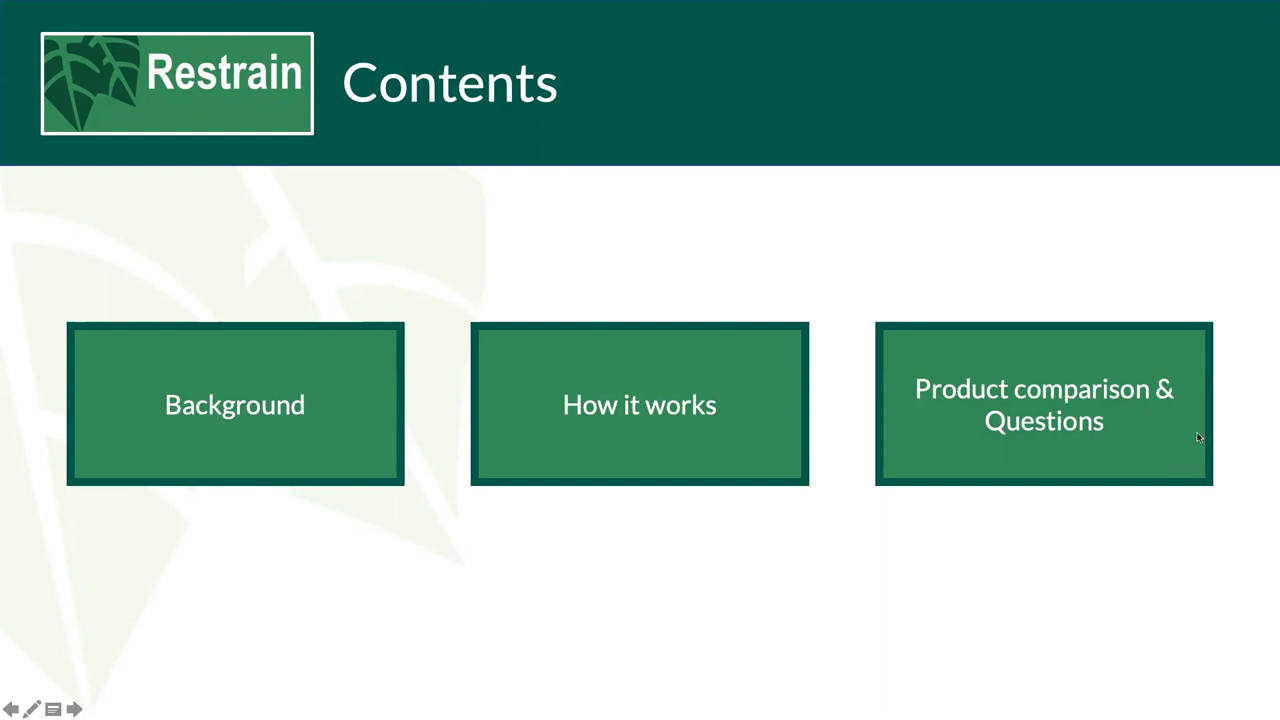 Restrain
Contents
Background
How it works
Product comparison &
Questions